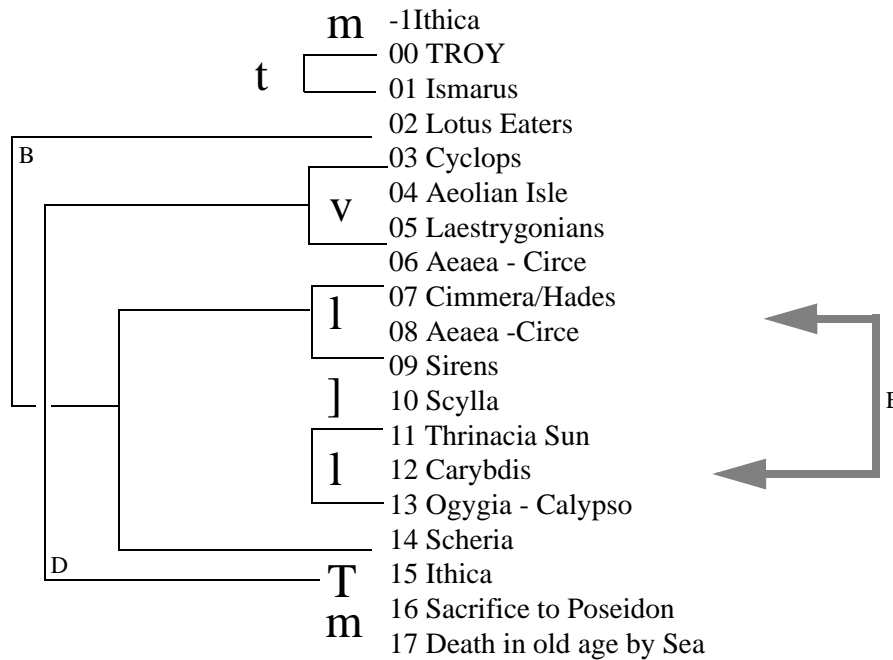 m -1Ithica
00 TROY
t
01 Ismarus
02 Lotus Eaters
B
03 Cyclops
04 Aeolian Isle
v
05 Laestrygonians
06 Aeaea - Circe
07 Cimmera/Hades
l
08 Aeaea -Circe
09 Sirens
] 10 Scylla
11 Thrinacia Sun
l 12 Carybdis
13 Ogygia - Calypso
14 Scheria
D
T 15 Ithica
m 16 Sacrifice to Poseidon
17 Death in old age by Sea